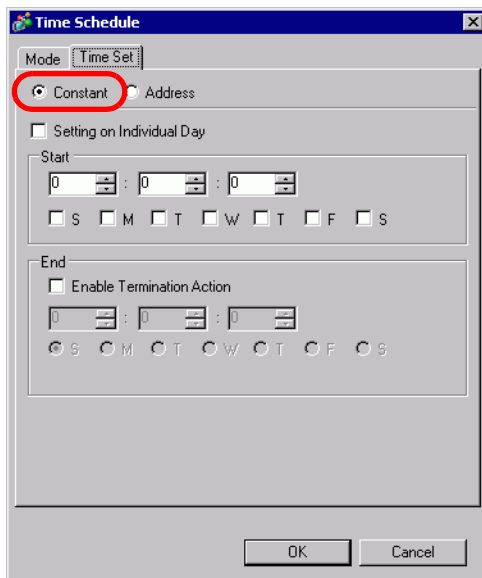 Time Schedule
Mode Time Set
Constant Address
Setting on Individual Day
Start
0 : 0 : 0
S M T W T F S
End
Enable Termination Action
0 : 0 : 0
S M T W T F S
OK Cancel